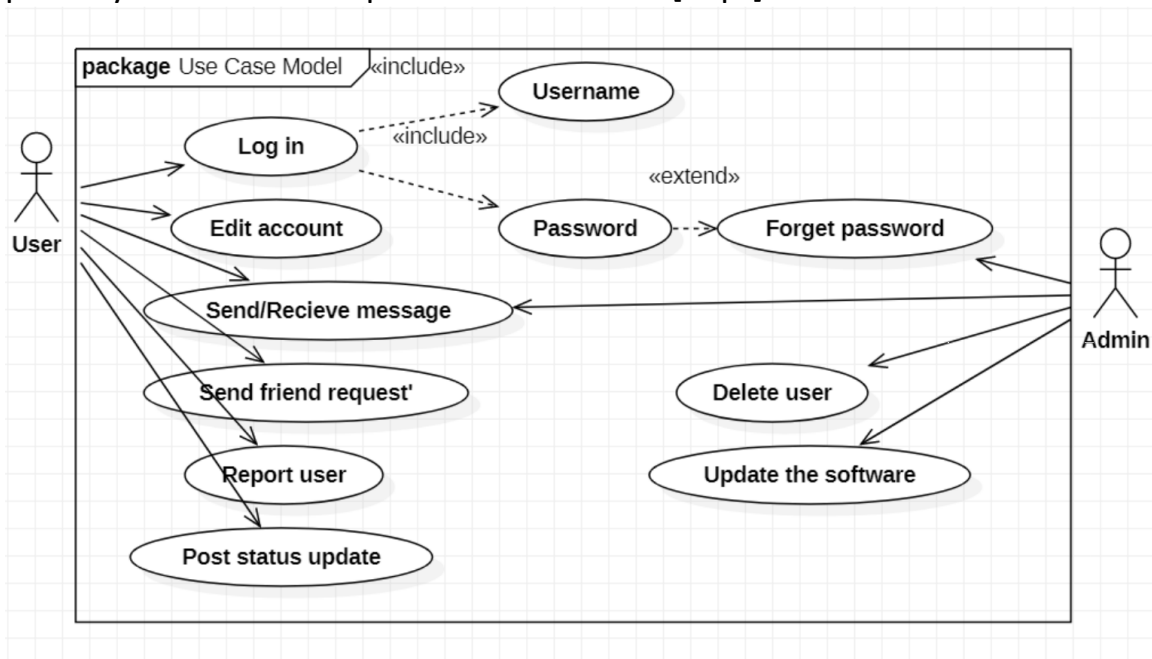 package Use Case Model
«include»
Username
Log in
«include»
«extend»
User
Edit account
Password
Forget password
Send/Recieve message
Admin
Send friend request'
Delete user
Report user
Update the software
Post status update